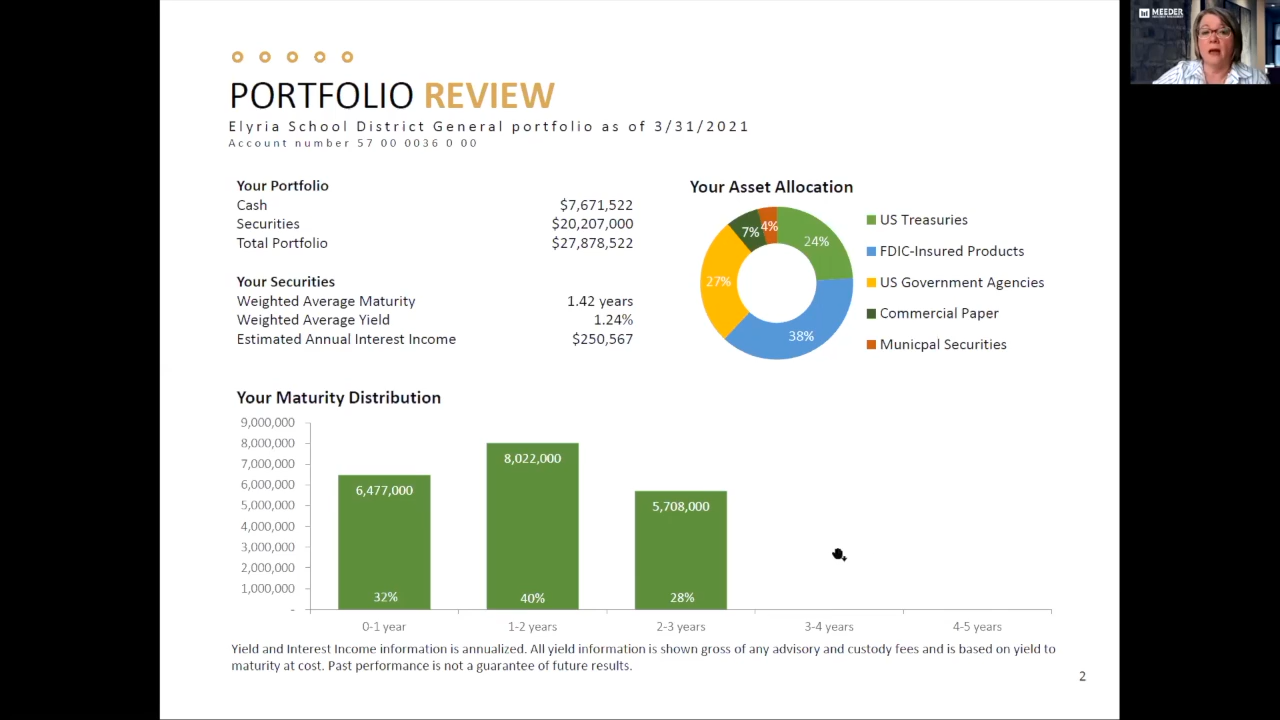 MEEDER
PORTFOLIO REVIEW
Elyria School District General portfolio as of 3/31/2021
Account number 57 00 0036 0 00
Your Portfolio
Cash $7,671,522
Securities $20,207,000
Total Portfolio $27,878,522
Your Securities
Weighted Average Maturity 1.42 years
Weighted Average Yield 1.24%
Estimated Annual Interest Income $250,567
Your Asset Allocation
7%
4%
24%
27%
38%
US Treasuries
FDIC-Insured Products
US Government Agencies
Commercial Paper
Municpal Securities
Your Maturity Distribution
9,000,000
8,000,000
7,000,000
6,000,000
5,000,000
4,000,000
3,000,000
2,000,000
1,000,000
-
6,477,000
8,022,000
5,708,000
32%
40%
28%
0-1 year
1-2 years
2-3 years
3-4 years
4-5 years
Yield and Interest Income information is annualized. All yield information is shown gross of any advisory and custody fees and is based on yield to
maturity at cost. Past performance is not a guarantee of future results.
2